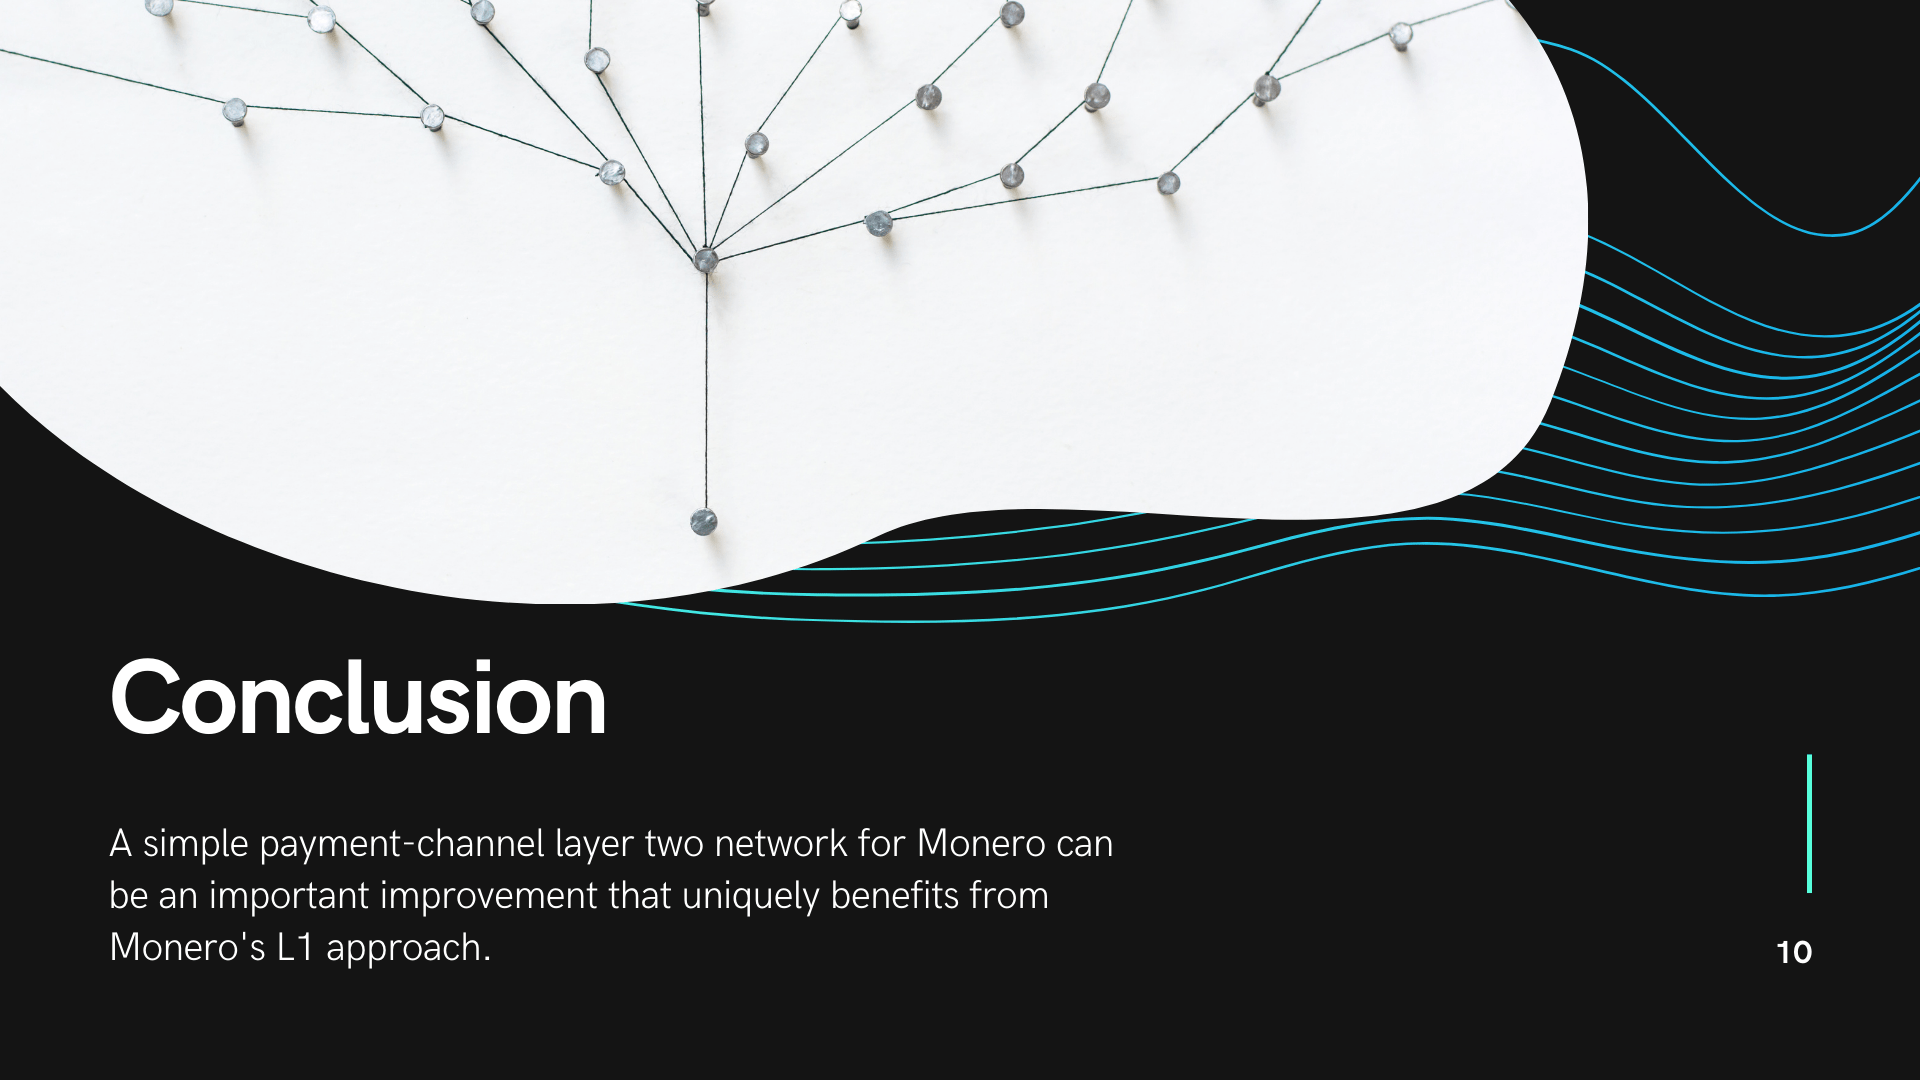 Conclusion
A simple payment-channel layer two network for Monero can
be an important improvement that uniquely benefits from
Monero's L1 approach.
10